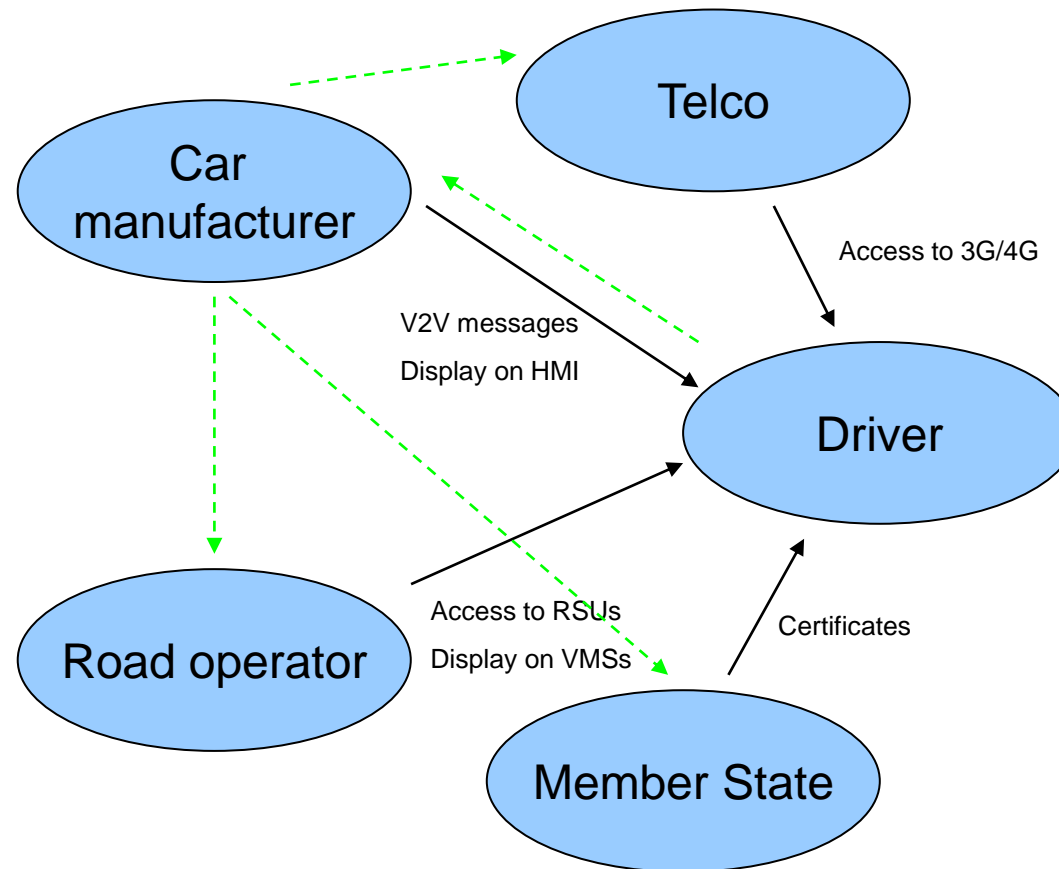 Telco
Car
manufacturer
Access to 3G/4G
V2V messages
Display on HMI
Driver
Access to RSUs
Display on VMSs
Certificates
Road operator
Member State